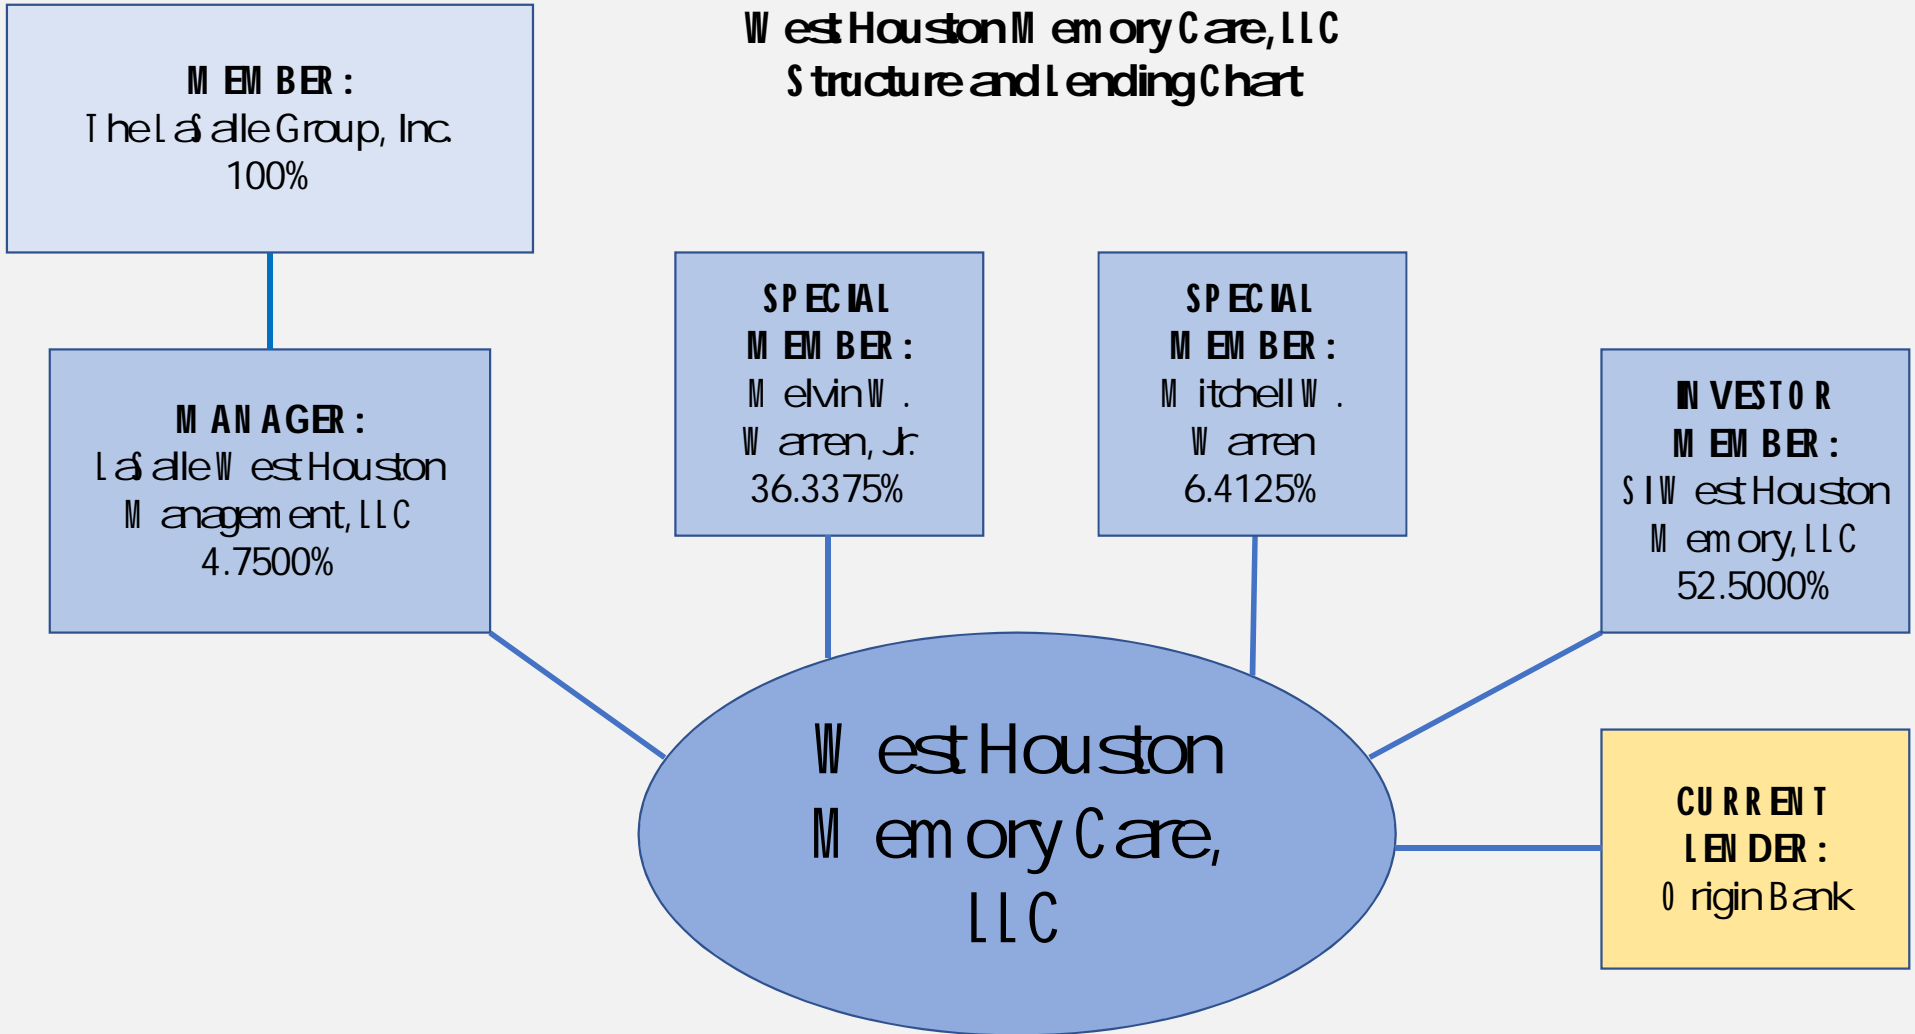 West Houston Memory Care, LLC
Structure and Lending Chart
MEMBER:
The LaSalle Group, Inc.
100%
MANAGER:
LaSalle West Houston
Management, LLC
4.7500%
SPECIAL
MEMBER:
Melvin W.
Warren, Jr.
36.3375%
SPECIAL
MEMBER:
Mitchell W.
Warren
6.4125%
INVESTOR
MEMBER:
SI West Houston
Memory, LLC
52.5000%
West Houston
Memory Care,
LLC
CURRENT
LENDER:
Origin Bank